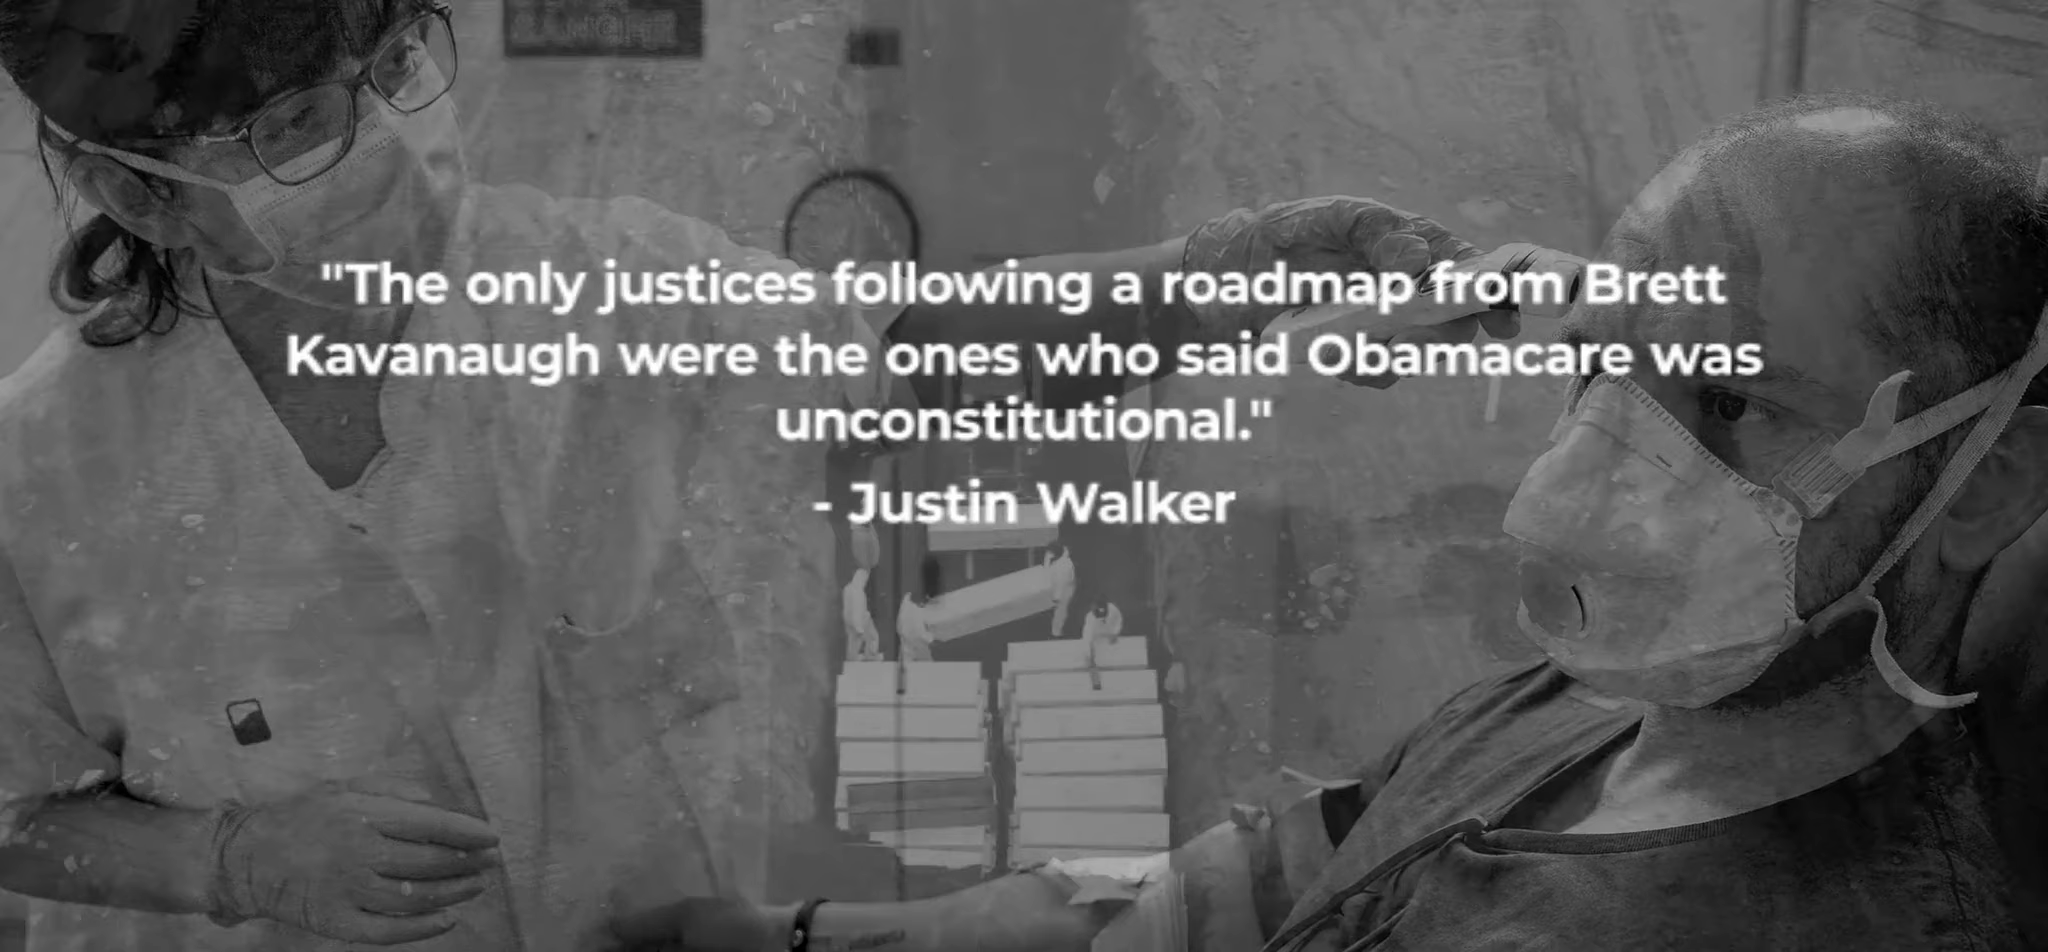 "The only justices following a roadmap from Brett
Kavanaugh were the ones who said Obamacare was
unconstitutional."
- Justin Walker